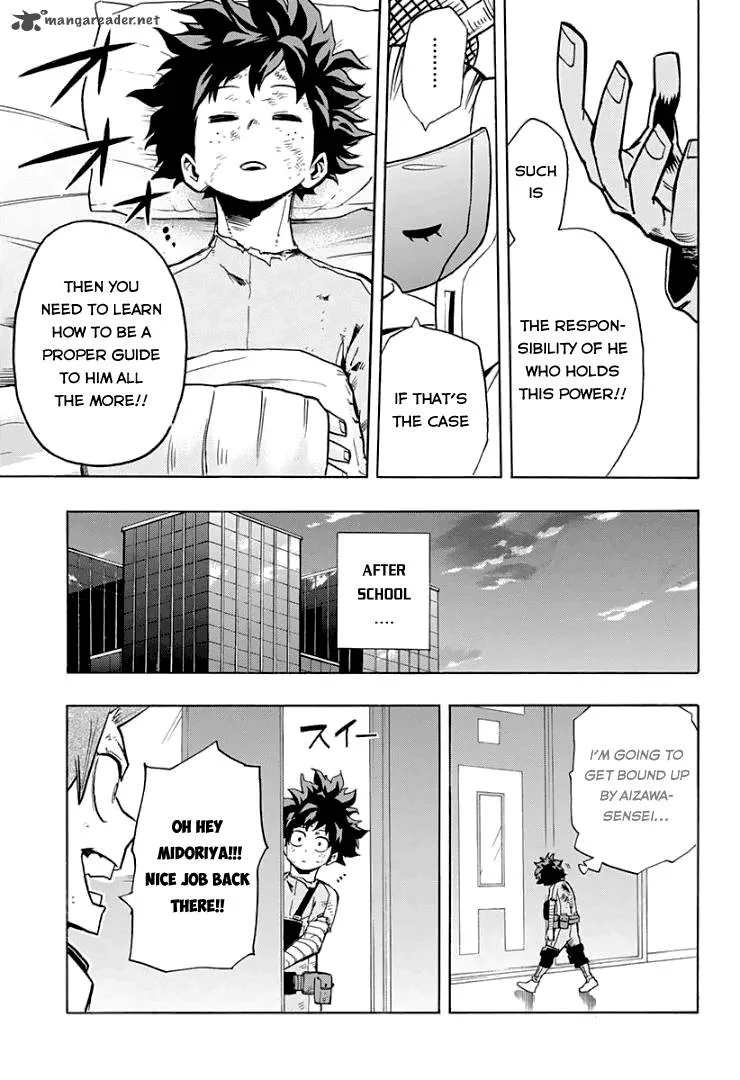 mangareader.net
SUCH
IS
THE RESPON-
SIBILITY OF HE
WHO HOLDS
THIS POWER!!
.........
IF THAT'S
THE CASE
THEN YOU
NEED TO LEARN
HOW TO BE A
PROPER GUIDE
TO HIM ALL
THE MORE!!
AFTER
SCHOOL
....
I'M GOING TO
GET BOUND UP
BY AIZAWA-
SENSEI...
スイー
OH HEY
MIDORIYA!!!
NICE JOB BACK
THERE!!